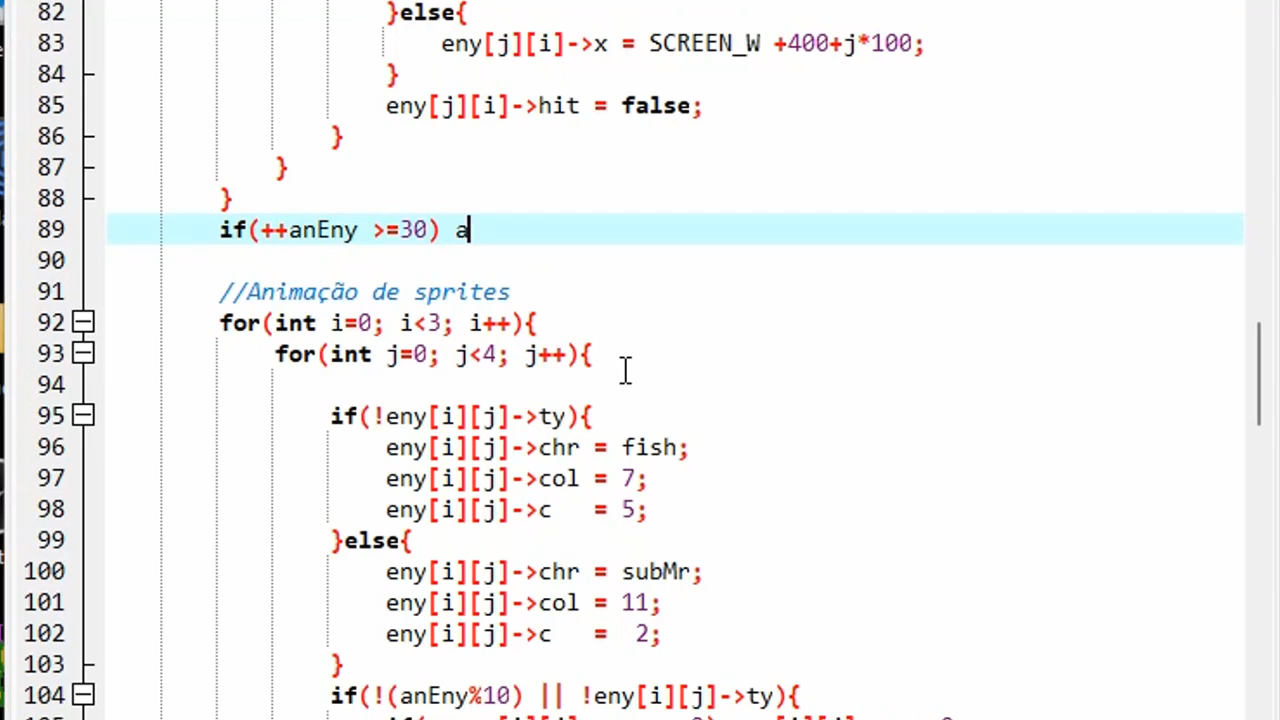 82 }else{
83 eny[j][i]->x = SCREEN_W +400+j*100;
84 }
85 eny[j][i]->hit = false;
86 }
87 }
88 }
89 if(++anEny >=30) a
90
91 //Animação de sprites
92 for(int i=0; i<3; i++){
93 for(int j=0; j<4; j++){
94
95 if(!eny[i][j]->ty){
96 eny[i][j]->chr = fish;
97 eny[i][j]->col = 7;
98 eny[i][j]->c   = 5;
99 }else{
100 eny[i][j]->chr = subMr;
101 eny[i][j]->col = 11;
102 eny[i][j]->c   =  2;
103 }
104 if(!(anEny%10) || !eny[i][j]->ty){